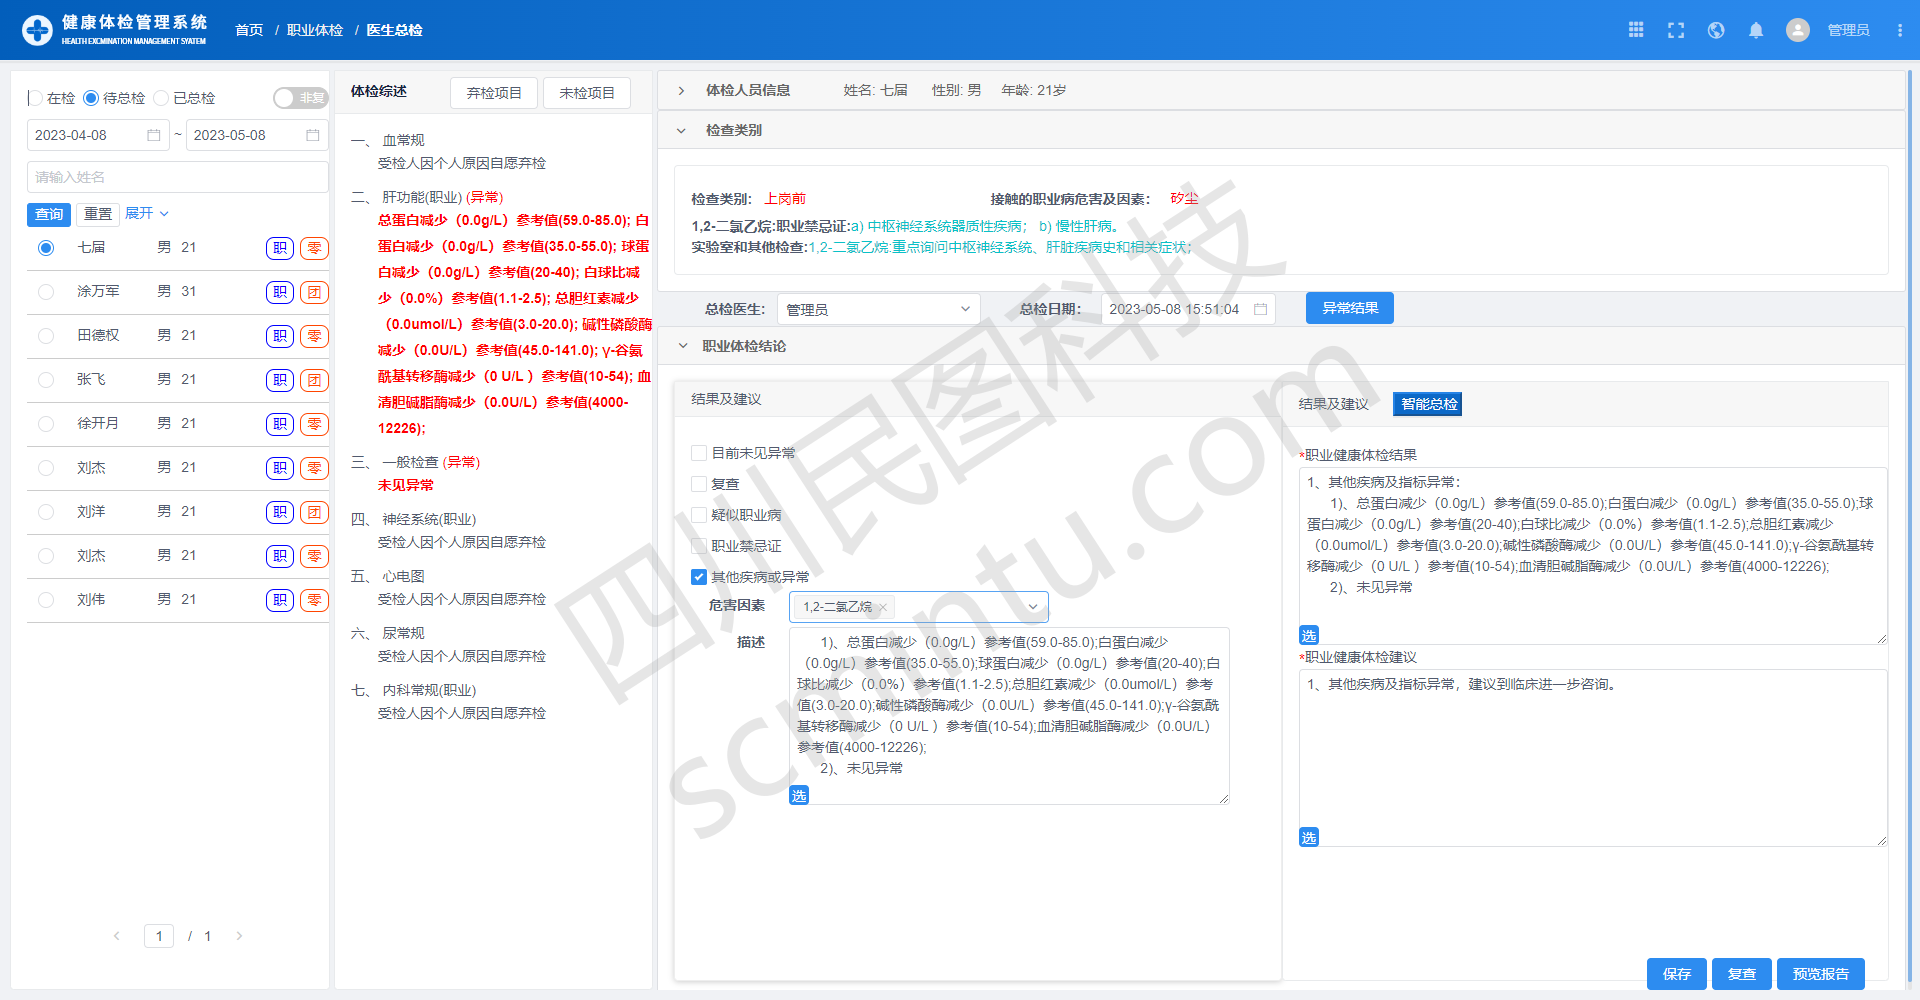 健康体检管理系统
HEALTH EXCMINATION MANAGEMENT SYATEM
首页 / 职业体检 / 医生总检
管理员
在检 待总检 已总检 非复
2023-04-08 ~ 2023-05-08
请输入姓名
查询 重置 展开
七届 男 21 职 零
涂万军 男 31 职 团
田德权 男 21 职 零
张飞 男 21 职 团
徐开月 男 21 职 零
刘杰 男 21 职 零
刘洋 男 21 职 团
刘杰 男 21 职 零
刘伟 男 21 职 零
1 / 1
体检综述 弃检项目 未检项目
一、 血常规
受检人因个人原因自愿弃检
二、 肝功能(职业) (异常)
总蛋白减少（0.0g/L）参考值(59.0-85.0); 白
蛋白减少（0.0g/L）参考值(35.0-55.0); 球蛋
白减少（0.0g/L）参考值(20-40); 白球比减
少（0.0%）参考值(1.1-2.5); 总胆红素减少
（0.0umol/L）参考值(3.0-20.0); 碱性磷酸酶
减少（0.0U/L）参考值(45.0-141.0); γ-谷氨
酰基转移酶减少（0 U/L ）参考值(10-54); 血
清胆碱脂酶减少（0.0U/L）参考值(4000-
12226);
三、 一般检查 (异常)
未见异常
四、 神经系统(职业)
受检人因个人原因自愿弃检
五、 心电图
受检人因个人原因自愿弃检
六、 尿常规
受检人因个人原因自愿弃检
七、 内科常规(职业)
受检人因个人原因自愿弃检
体检人员信息 姓名: 七届 性别: 男 年龄: 21岁
检查类别
检查类别： 上岗前 接触的职业病危害及因素： 矽尘
1,2-二氯乙烷:职业禁忌证:a) 中枢神经系统器质性疾病； b) 慢性肝病。
实验室和其他检查:1,2-二氯乙烷:重点询问中枢神经系统、肝脏疾病史和相关症状；
总检医生: 管理员 总检日期: 2023-05-08 15:51:04 异常结果
职业体检结论
结果及建议
目前未见异常
复查
疑似职业病
职业禁忌证
其他疾病或异常
危害因素 1,2-二氯乙烷 ×
描述
1)、总蛋白减少（0.0g/L）参考值(59.0-85.0);白蛋白减少
（0.0g/L）参考值(35.0-55.0);球蛋白减少（0.0g/L）参考值(20-40);白
球比减少（0.0%）参考值(1.1-2.5);总胆红素减少（0.0umol/L）参考
值(3.0-20.0);碱性磷酸酶减少（0.0U/L）参考值(45.0-141.0);γ-谷氨酰
基转移酶减少（0 U/L ）参考值(10-54);血清胆碱脂酶减少（0.0U/L）
参考值(4000-12226);
2)、未见异常
选
结果及建议 智能总检
*职业健康体检结果
1、其他疾病及指标异常：
1)、总蛋白减少（0.0g/L）参考值(59.0-85.0);白蛋白减少（0.0g/L）参考值(35.0-55.0);球
蛋白减少（0.0g/L）参考值(20-40);白球比减少（0.0%）参考值(1.1-2.5);总胆红素减少
（0.0umol/L）参考值(3.0-20.0);碱性磷酸酶减少（0.0U/L）参考值(45.0-141.0);γ-谷氨酰基转
移酶减少（0 U/L ）参考值(10-54);血清胆碱脂酶减少（0.0U/L）参考值(4000-12226);
2)、未见异常
选
*职业健康体检建议
1、其他疾病及指标异常，建议到临床进一步咨询。
选
保存 复查 预览报告
四川民图科技
scmintu.com